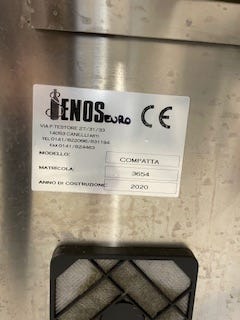 ENOS EURO CE
VIA P. TESTORE 27/31/33
14053 CANELLI (AT)
TEL 0141/822096/831194
FAX 0141/824463
MODELLO: COMPATTA
MATRICOLA: 3654
ANNO DI COSTRUZIONE: 2020